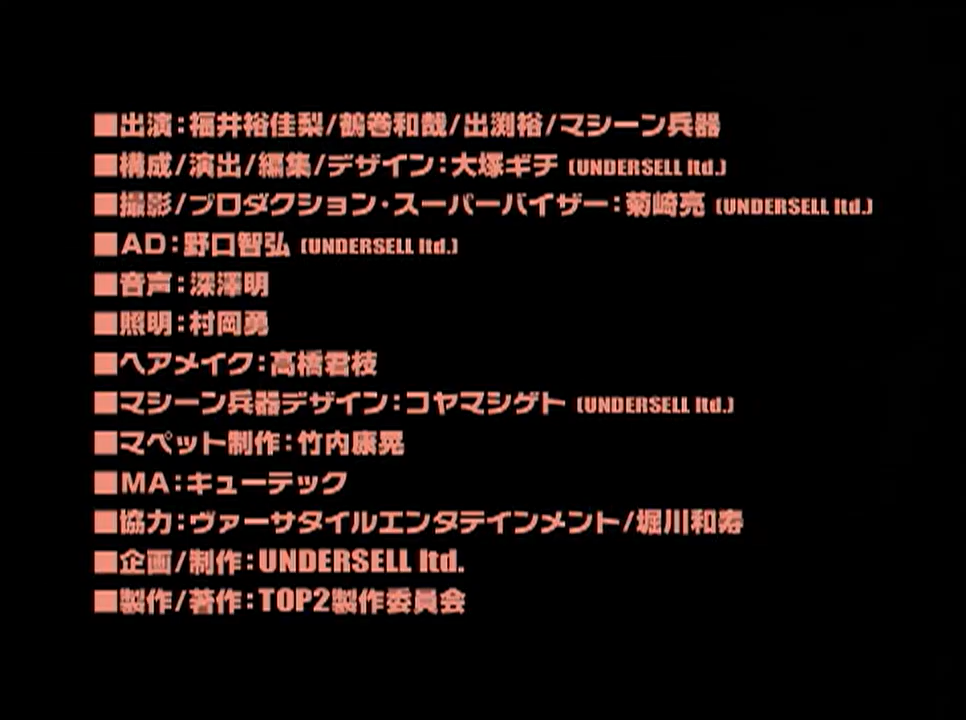 ■出演：福井裕佳梨/鶴巻和哉/出渕裕/マシーン兵器
■構成/演出/編集/デザイン：大塚ギチ (UNDERSELL ltd.)
■撮影/プロダクション・スーパーバイザー：菊崎亮 (UNDERSELL ltd.)
■AD：野口智弘 (UNDERSELL ltd.)
■音声：深澤明
■照明：村岡勇
■ヘアメイク：高橋君枝
■マシーン兵器デザイン：コヤマシゲト (UNDERSELL ltd.)
■マペット制作：竹内康晃
■MA：キューテック
■協力：ヴァーサタイルエンタテインメント/堀川和寿
■企画/制作：UNDERSELL ltd.
■製作/著作：TOP2製作委員会